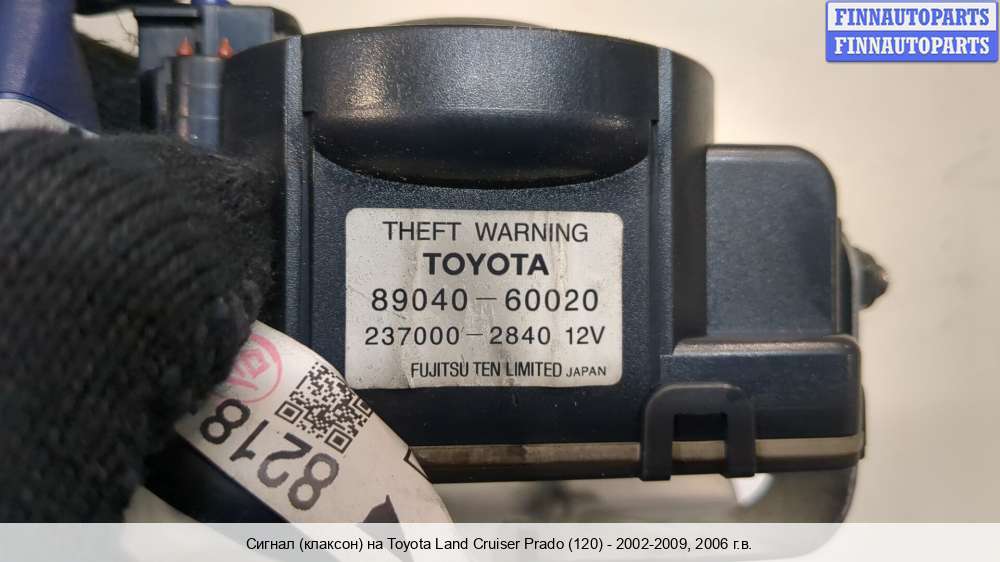 FINNAUTOPARTS
FINNAUTOPARTS
THEFT WARNING
TOYOTA
89040-60020
237000-2840 12V
FUJITSU TEN LIMITED JAPAN
8218
Сигнал (клаксон) на Toyota Land Cruiser Prado (120) - 2002-2009, 2006 г.в.